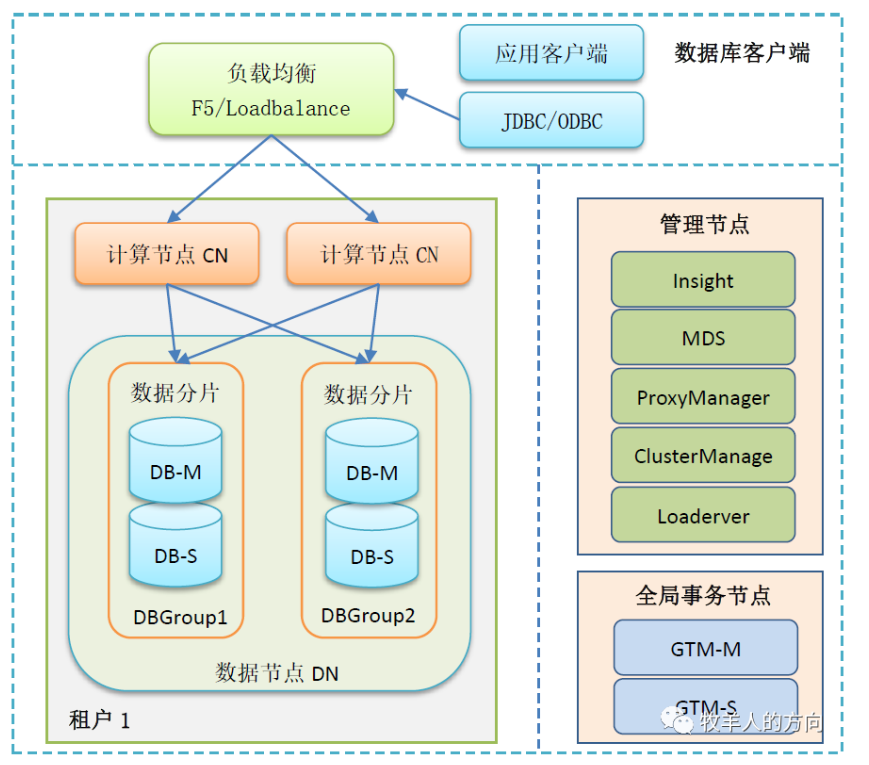 负载均衡
F5/Loadbalance
应用客户端
JDBC/ODBC
数据库客户端
计算节点 CN
计算节点 CN
数据分片
DB-M
DB-S
DBGroup1
数据分片
DB-M
DB-S
DBGroup2
数据节点 DN
租户 1
管理节点
Insight
MDS
ProxyManager
ClusterManage
Loaderver
全局事务节点
GTM-M
GTM-S
牧羊人的方向